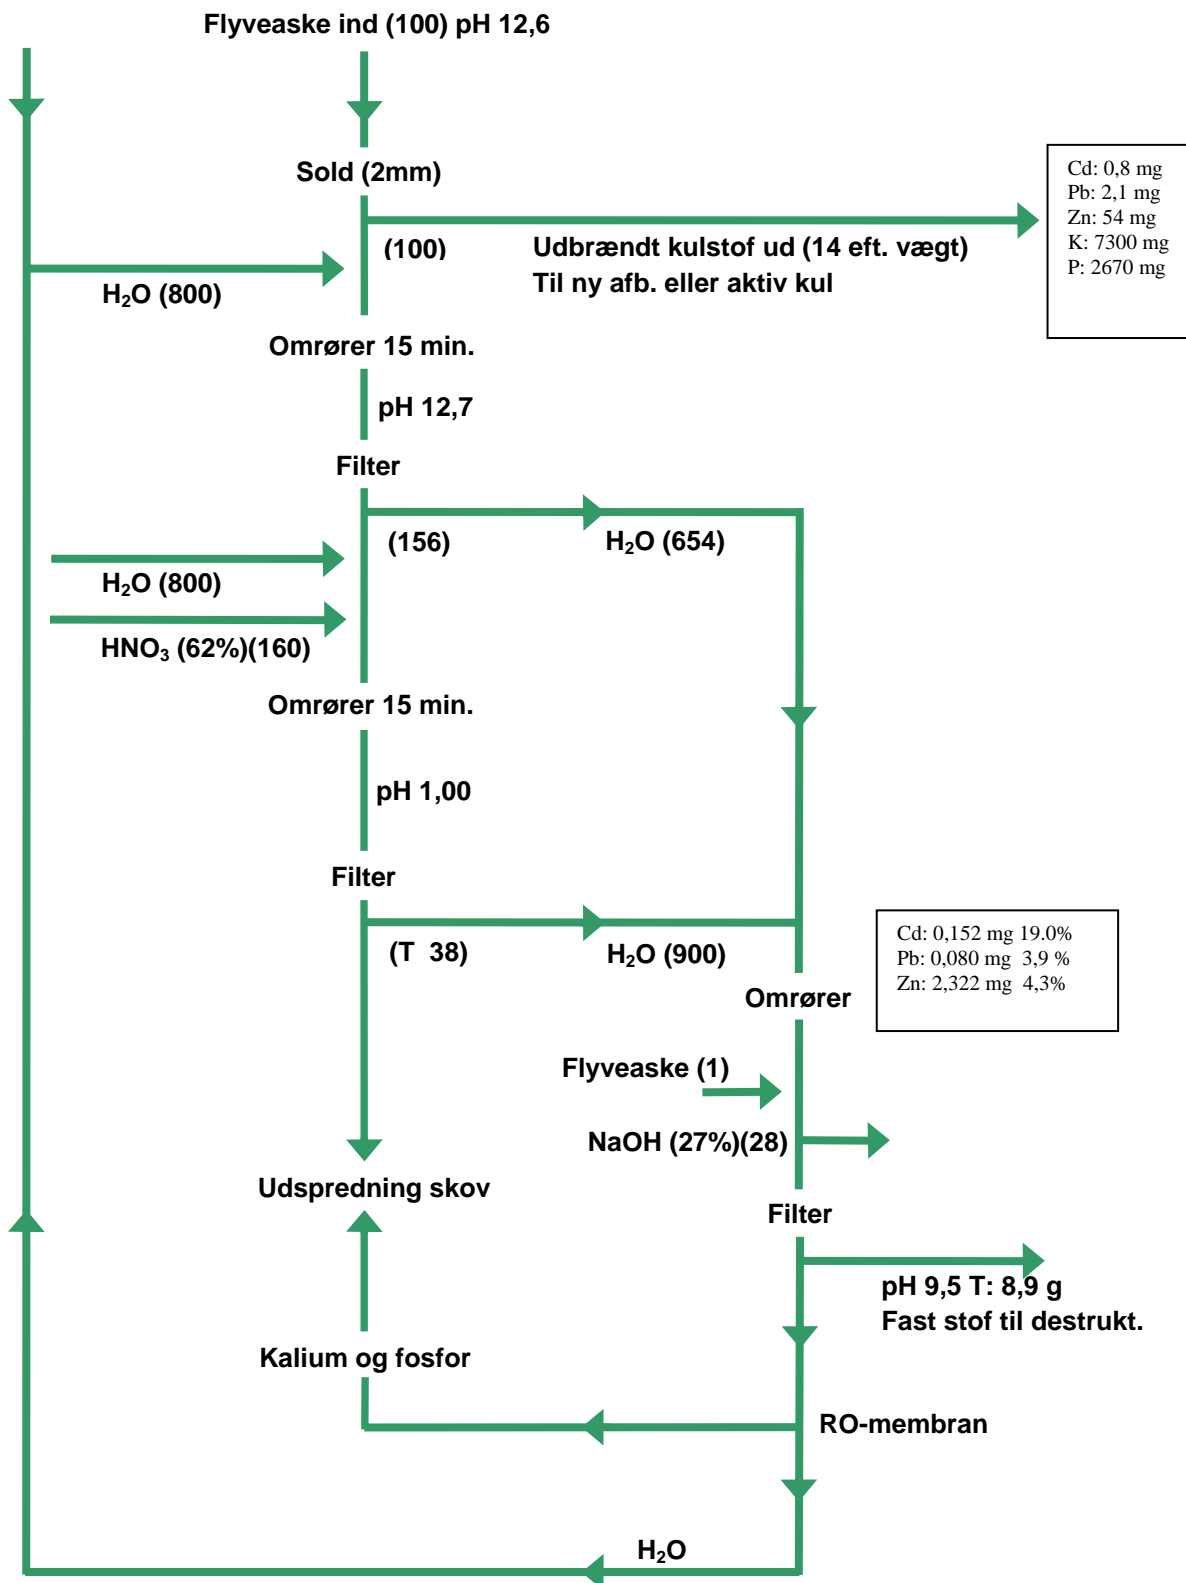 Flyveaske ind (100) pH 12,6
Sold (2mm)
Cd: 0,8 mg
Pb: 2,1 mg
Zn: 54 mg
K: 7300 mg
P: 2670 mg
(100)
Udbrændt kulstof ud (14 eft. vægt)
Til ny afb. eller aktiv kul
H₂O (800)
Omrører 15 min.
pH 12,7
Filter
(156)
H₂O (654)
H₂O (800)
HNO₃ (62%)(160)
Omrører 15 min.
pH 1,00
Filter
(T 38)
H₂O (900)
Cd: 0,152 mg 19.0%
Pb: 0,080 mg 3,9 %
Zn: 2,322 mg 4,3%
Omrører
Flyveaske (1)
NaOH (27%)(28)
Udspredning skov
Filter
pH 9,5 T: 8,9 g
Fast stof til destrukt.
Kalium og fosfor
RO-membran
H₂O